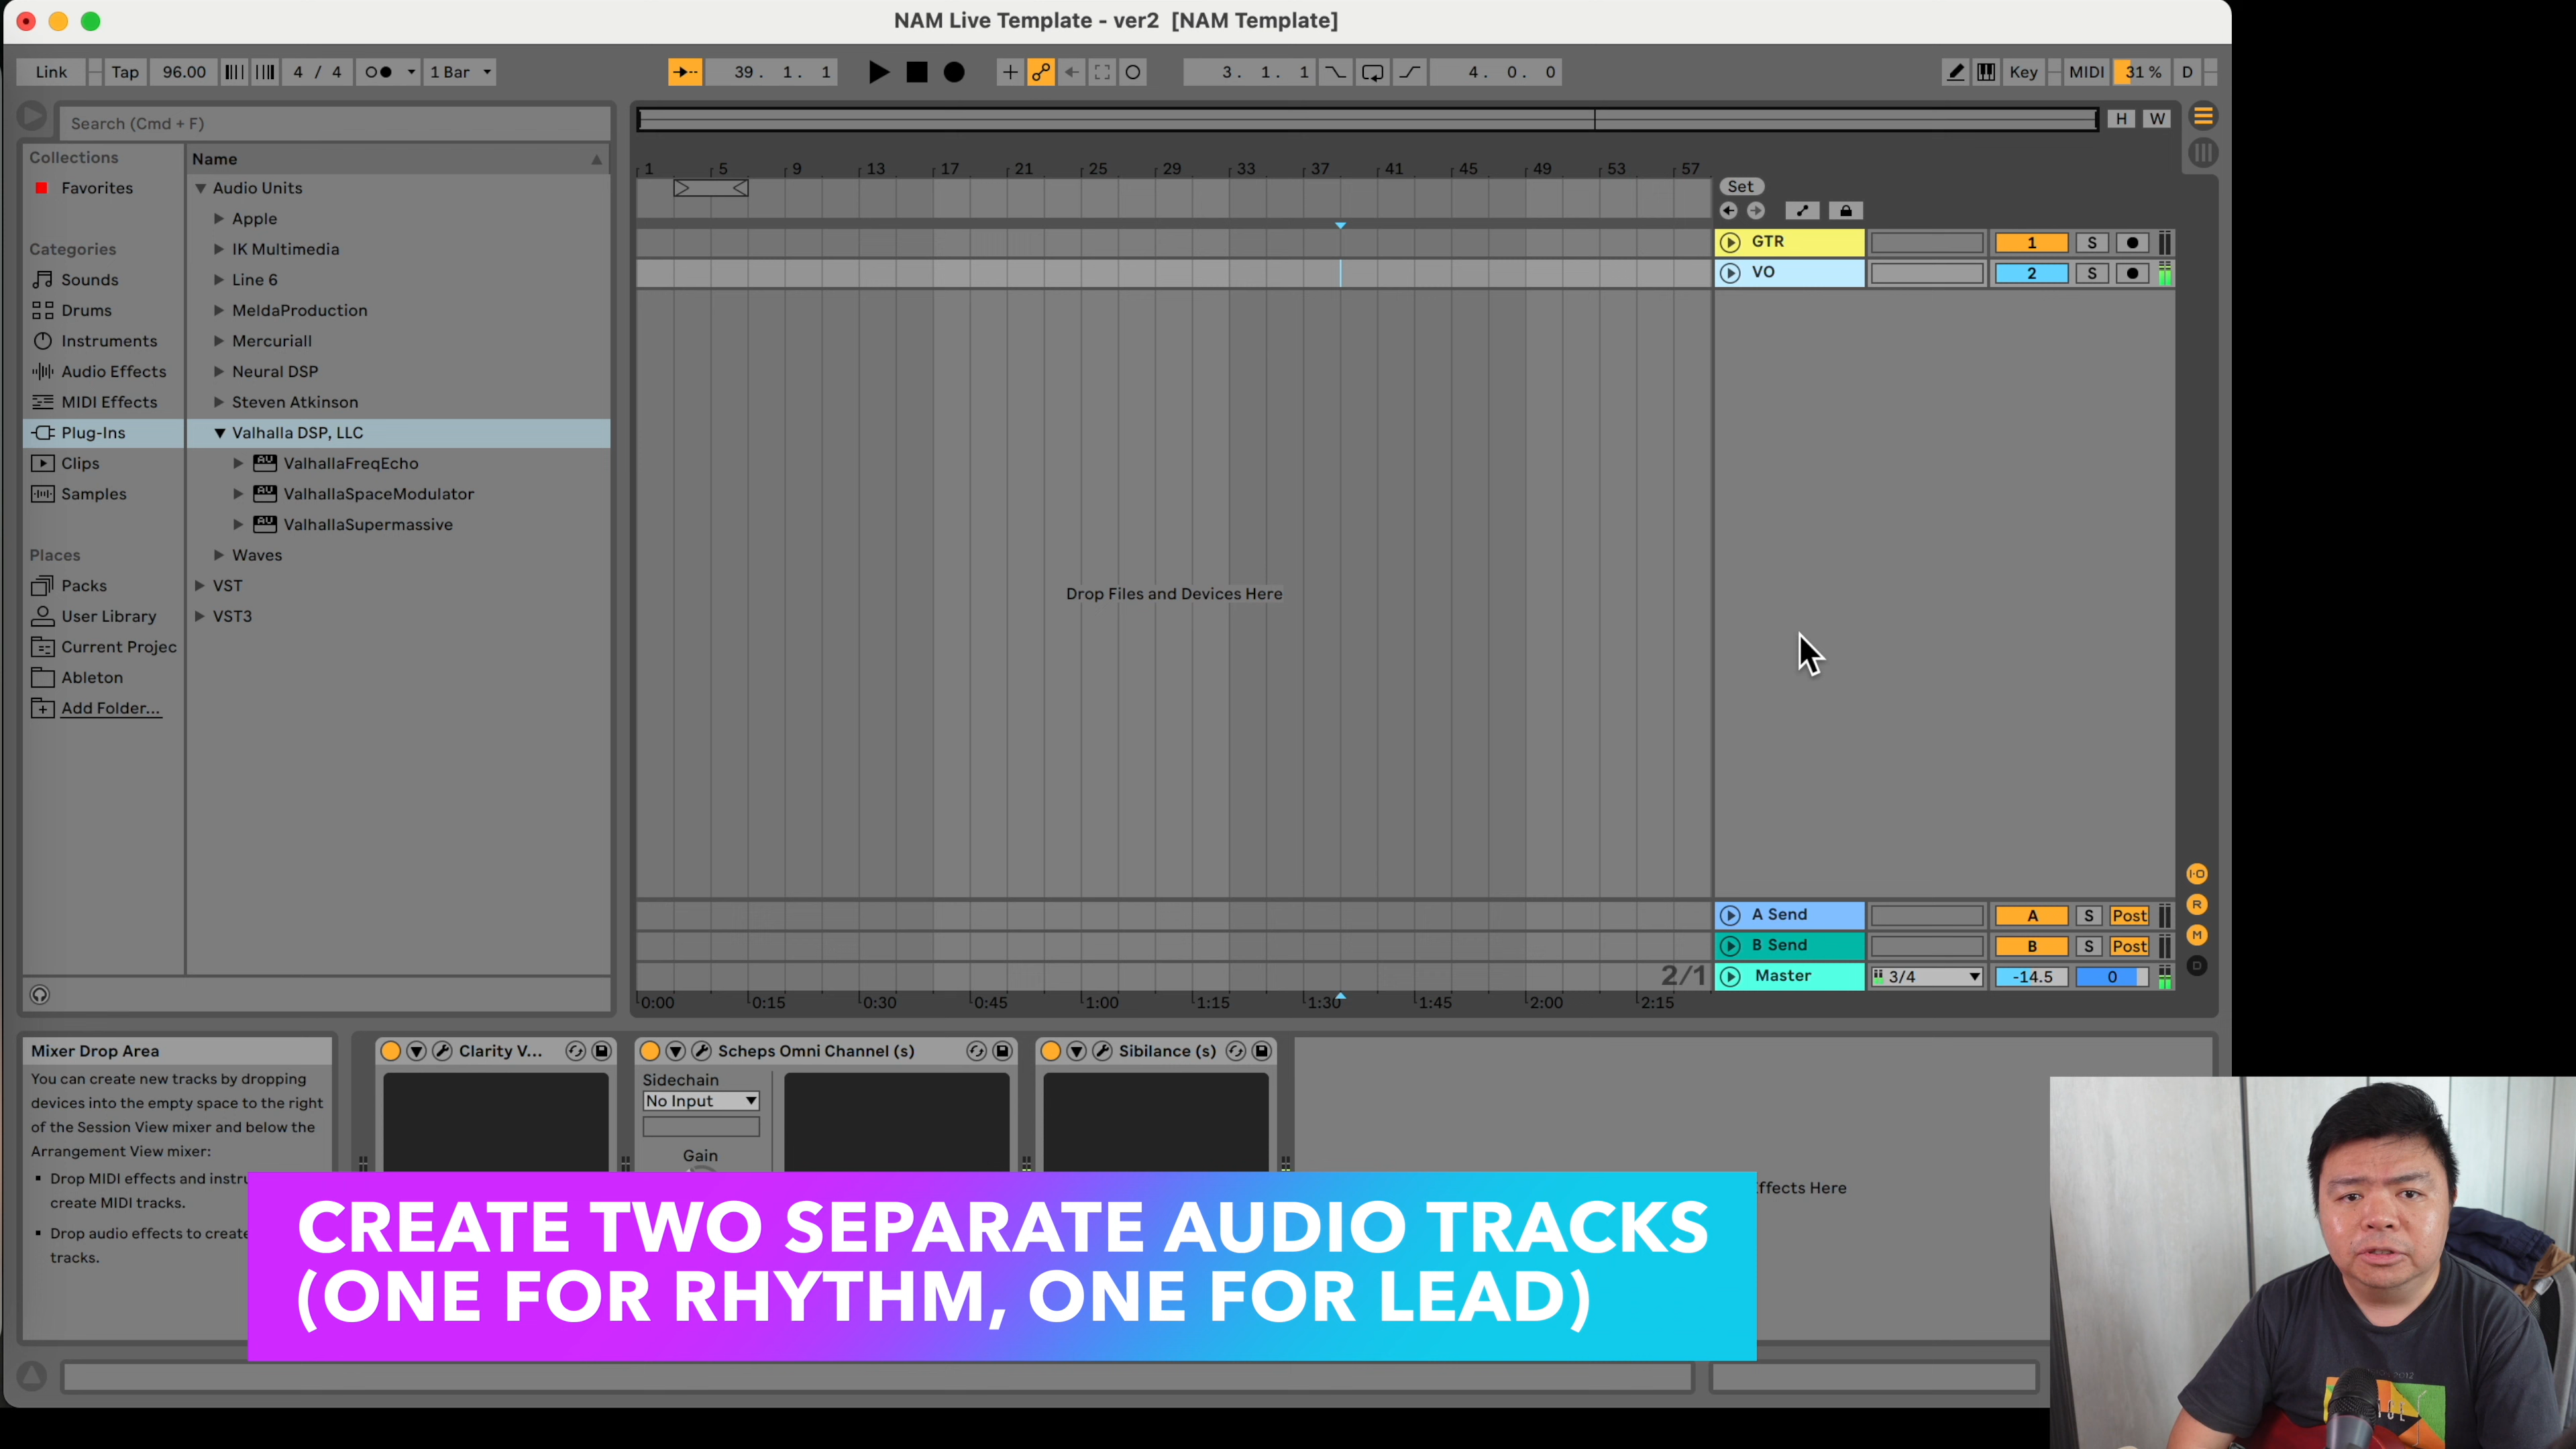 NAM Live Template - ver2 [NAM Template]
Link Tap 96.00 4 / 4 1 Bar 39. 1. 1 3. 1. 1 4. 0. 0 Key MIDI 31 % D
Search (Cmd + F)
H W
Collections
Favorites
Categories
Sounds
Drums
Instruments
Audio Effects
MIDI Effects
Plug-Ins
Clips
Samples
Places
Packs
User Library
Current Projec
Ableton
Add Folder...
Name
Audio Units
Apple
IK Multimedia
Line 6
MeldaProduction
Mercuriall
Neural DSP
Steven Atkinson
Valhalla DSP, LLC
AU ValhallaFreqEcho
AU ValhallaSpaceModulator
AU ValhallaSupermassive
Waves
VST
VST3
1 5 9 13 17 21 25 29 33 37 41 45 49 53 57
Set
GTR 1 S
VO 2 S
Drop Files and Devices Here
I·O
R
M
D
A Send A S Post
B Send B S Post
2/1 Master 3/4 -14.5 0
0:00 0:15 0:30 0:45 1:00 1:15 1:30 1:45 2:00 2:15
Mixer Drop Area
You can create new tracks by dropping
devices into the empty space to the right
of the Session View mixer and below the
Arrangement View mixer:
Drop MIDI effects and instru
create MIDI tracks.
Drop audio effects to create
tracks.
Clarity V...
Scheps Omni Channel (s)
Sidechain
No Input
Gain
Sibilance (s)
ffects Here
CREATE TWO SEPARATE AUDIO TRACKS
(ONE FOR RHYTHM, ONE FOR LEAD)